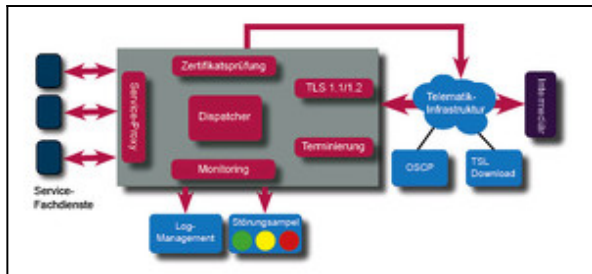 Zertifikatsprüfung
Service-Proxy
TLS 1.1/1.2
Dispatcher
Terminierung
Monitoring
Telematik-
Infrastruktur
Intermediär
OSCP
TSL
Download
Service-
Fachdienste
Log-
Management
Störungsampel